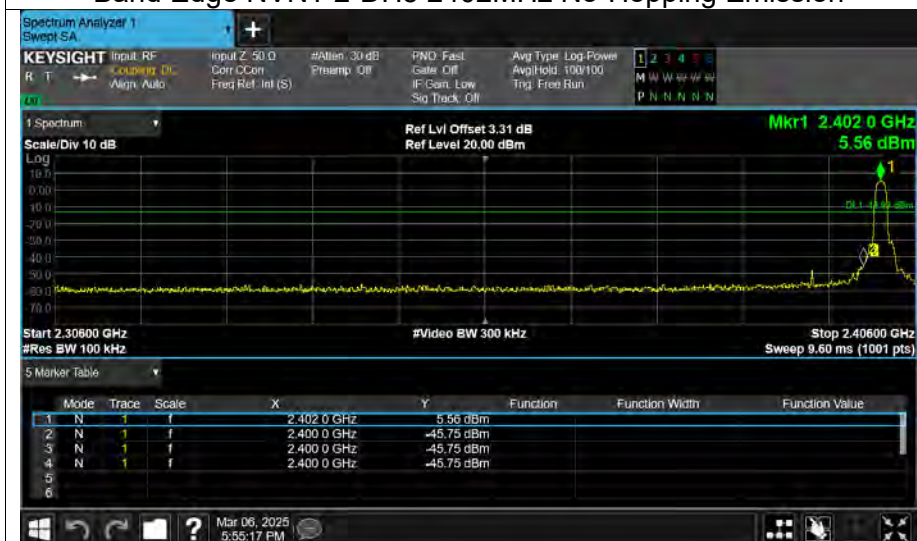 Band Edge NVNT 2-DH5 2402MHz No-Hopping Emission
Spectrum Analyzer 1
Swept SA
+
KEYSIGHT Input: RF Input Z: 50 Ω #Atten: 30 dB PNO: Fast Avg Type: Log-Power 1 2 3 4 5 6
R T Coupling: DC Corr CCorr Preamp: Off Gate: Off Avg|Hold: 100/100 M W W W W W
Align: Auto Freq Ref: Int (S) IF Gain: Low Trig: Free Run
Sig Track: Off P N N N N N
1 Spectrum Ref Lvl Offset 3.31 dB Mkr1 2.402 0 GHz
Scale/Div 10 dB Ref Level 20.00 dBm 5.56 dBm
Log
10.0
0.00
-10.0
-20.0
-30.0
-40.0
-50.0
-60.0
-70.0
1
Start 2.30600 GHz #Video BW 300 kHz Stop 2.40600 GHz
#Res BW 100 kHz Sweep 9.60 ms (1001 pts)
5 Marker Table
Mode Trace Scale X Y Function Function Width Function Value
1 N 1 f 2.402 0 GHz 5.56 dBm
2 N 1 f 2.400 0 GHz -45.75 dBm
3 N 1 f 2.400 0 GHz -45.75 dBm
4 N 1 f 2.400 0 GHz -45.75 dBm
5
6
? Mar 06, 2025
5:55:17 PM